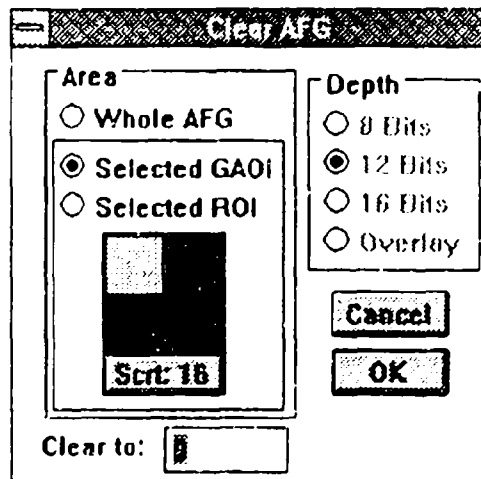 Clear AFG
Area
Whole AFG
Selected GAOI
Selected ROI
Scrt: 16
Depth
8 Bits
12 Bits
16 Bits
Overlay
Cancel
OK
Clear to: